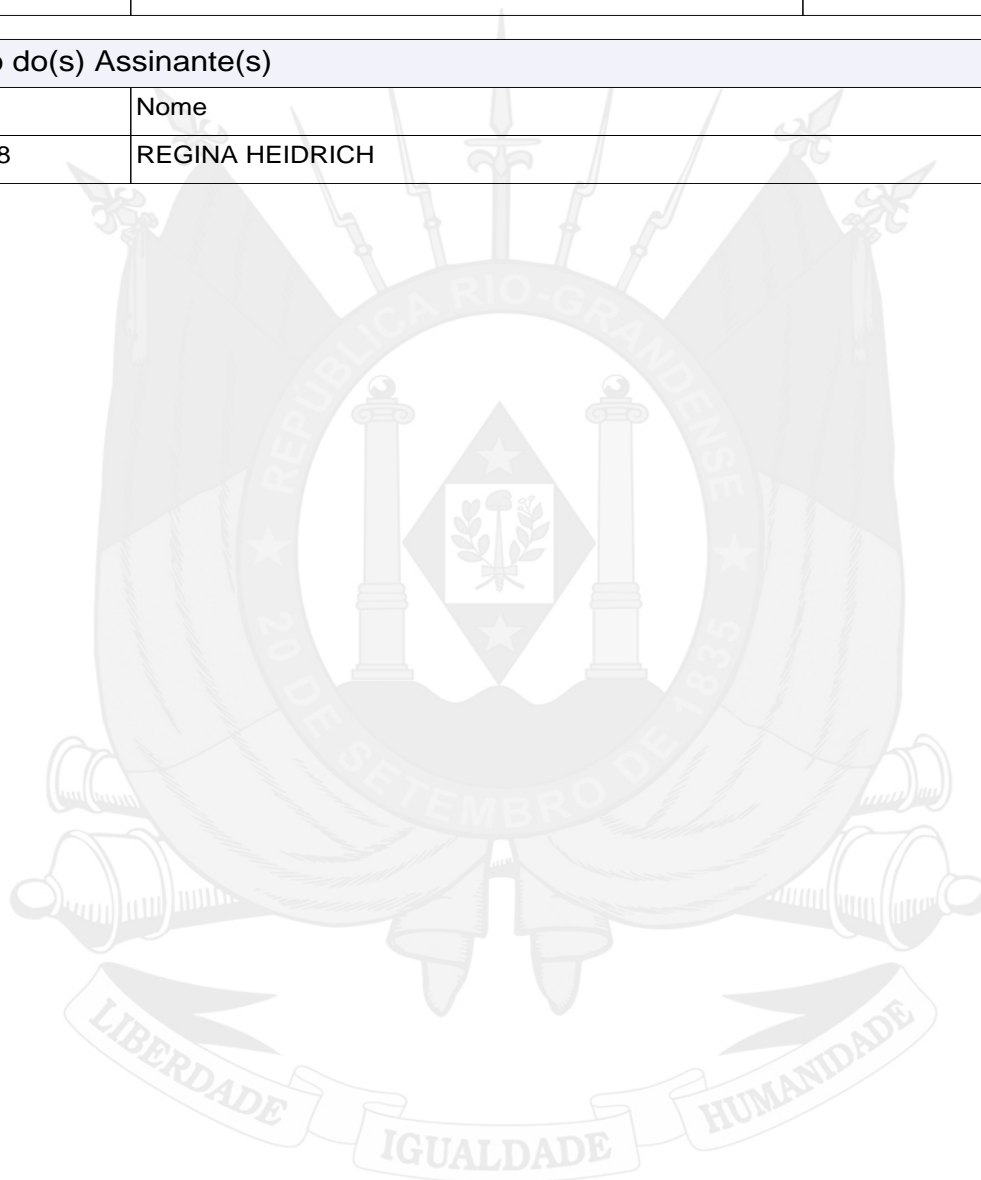 o do(s) Assinante(s)
Nome
8 REGINA HEIDRICH
REPÚBLICA RIO-GRANDENSE
★ 20 DE SETEMBRO DE 1835 ★
LIBERDADE IGUALDADE HUMANIDADE